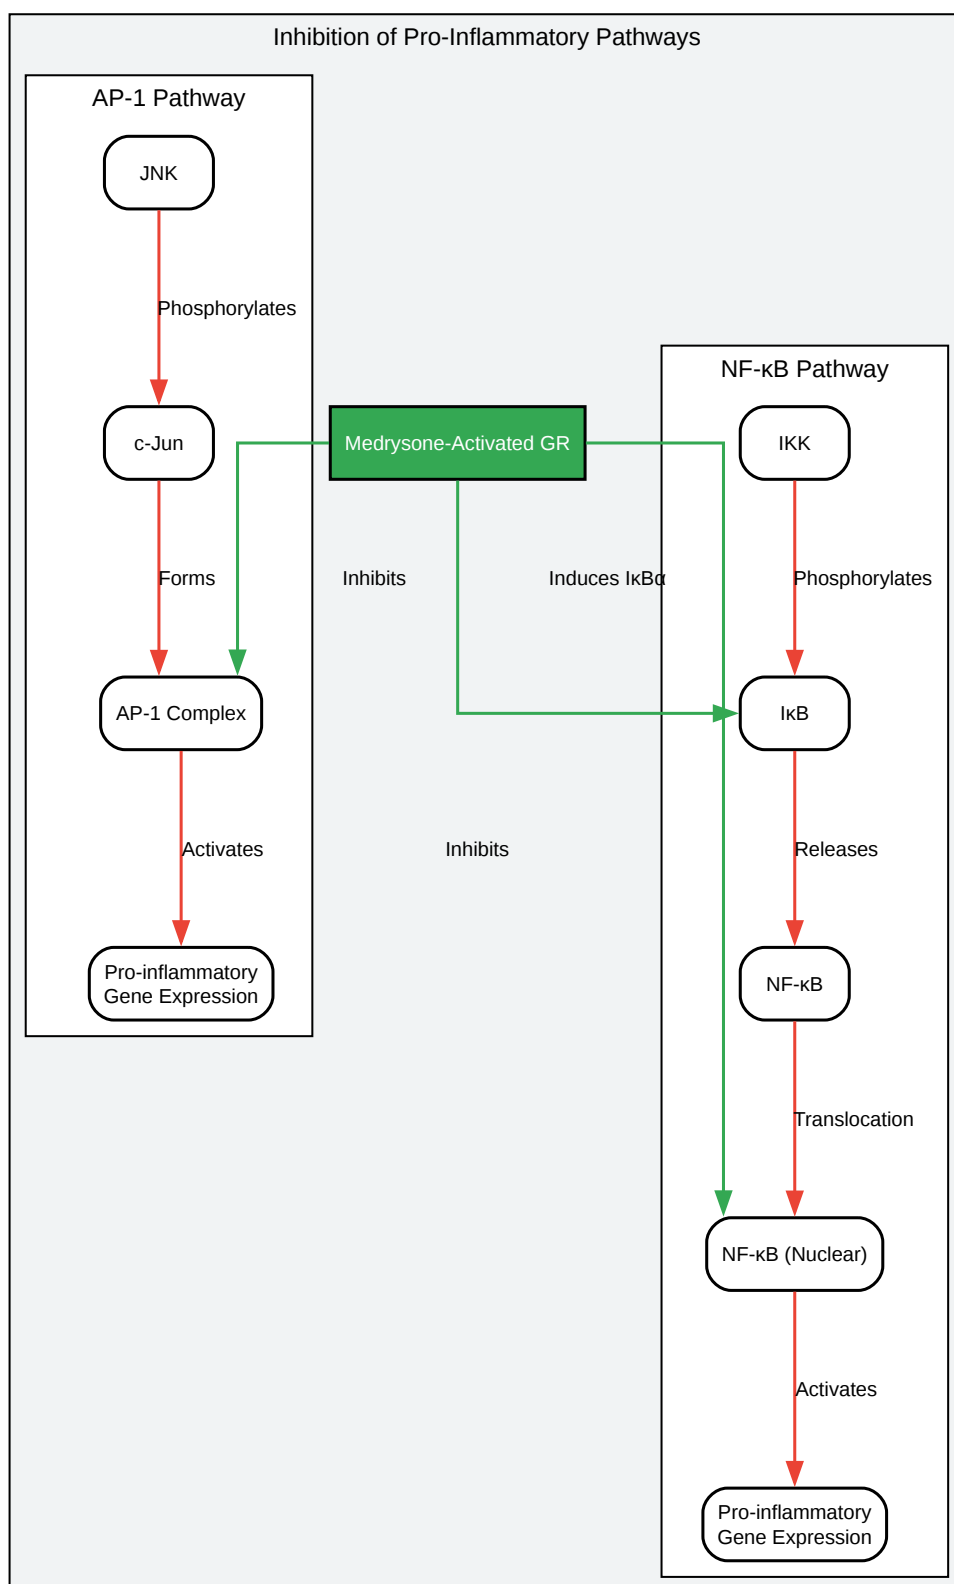 Inhibition of Pro-Inflammatory Pathways
AP-1 Pathway
JNK
Phosphorylates
c-Jun
Forms
AP-1 Complex
Activates
Pro-inflammatory
Gene Expression
Medrysone-Activated GR
Inhibits
Induces IκBα
Inhibits
NF-κB Pathway
IKK
Phosphorylates
IκB
Releases
NF-κB
Translocation
NF-κB (Nuclear)
Activates
Pro-inflammatory
Gene Expression